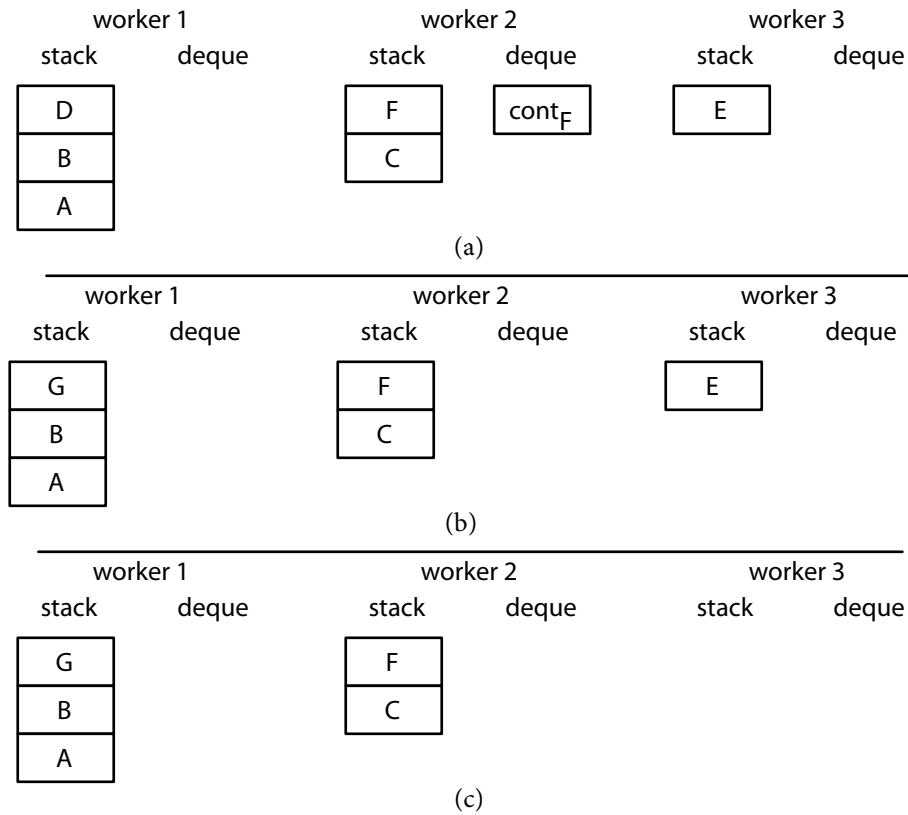 worker 1 worker 2 worker 3
stack deque stack deque stack deque
D F cont_F E
B C
A
(a)
worker 1 worker 2 worker 3
stack deque stack deque stack deque
G F E
B C
A
(b)
worker 1 worker 2 worker 3
stack deque stack deque stack deque
G F
B C
A
(c)